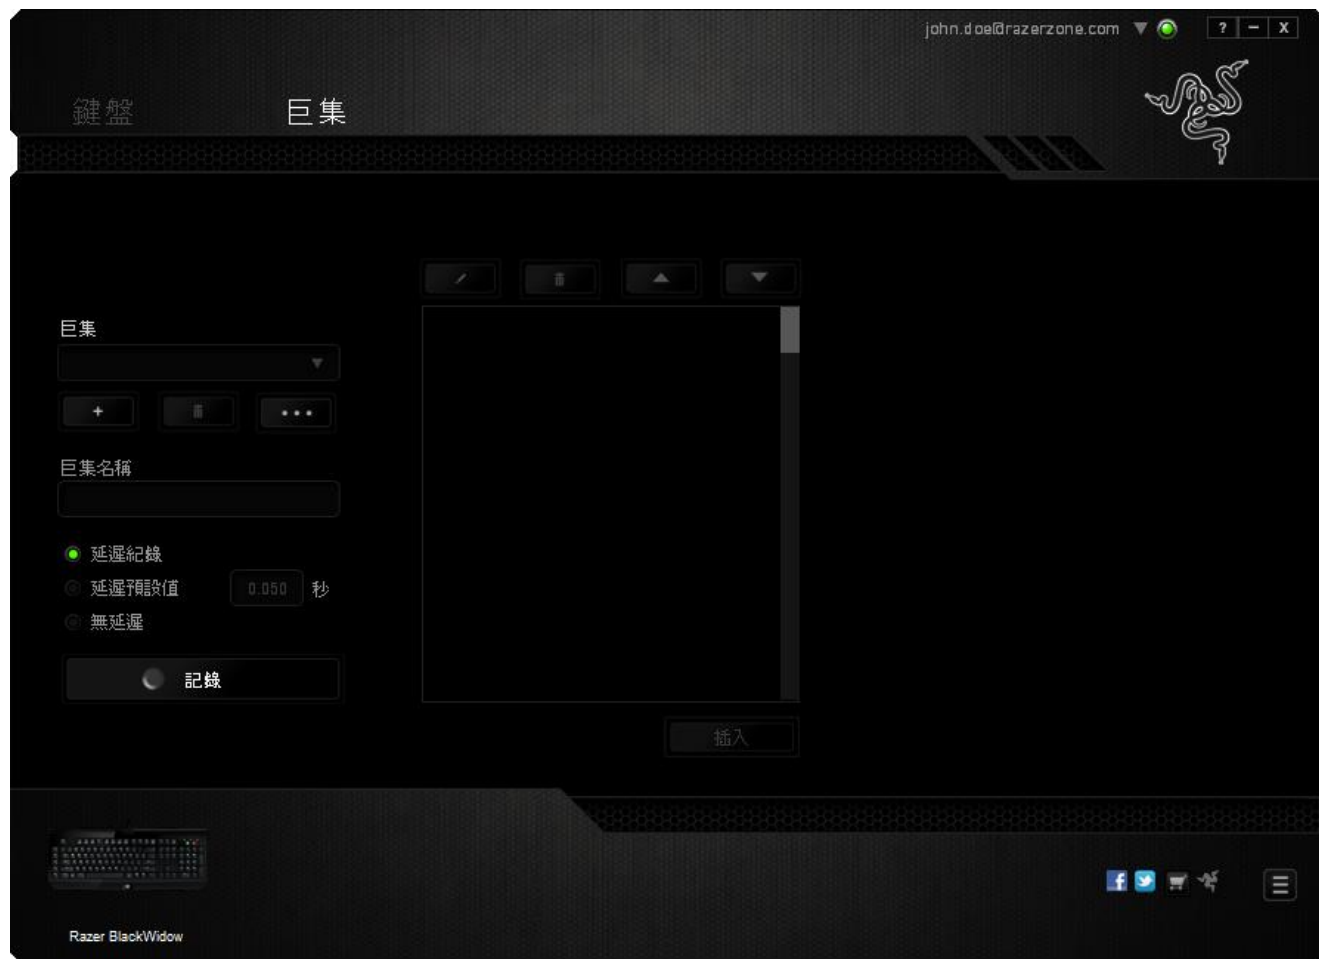 john.doe@razerzone.com
? – X
鍵盤 巨集
巨集
巨集名稱
延遲紀錄
延遲預設值 0.050 秒
無延遲
記錄
插入
Razer BlackWidow